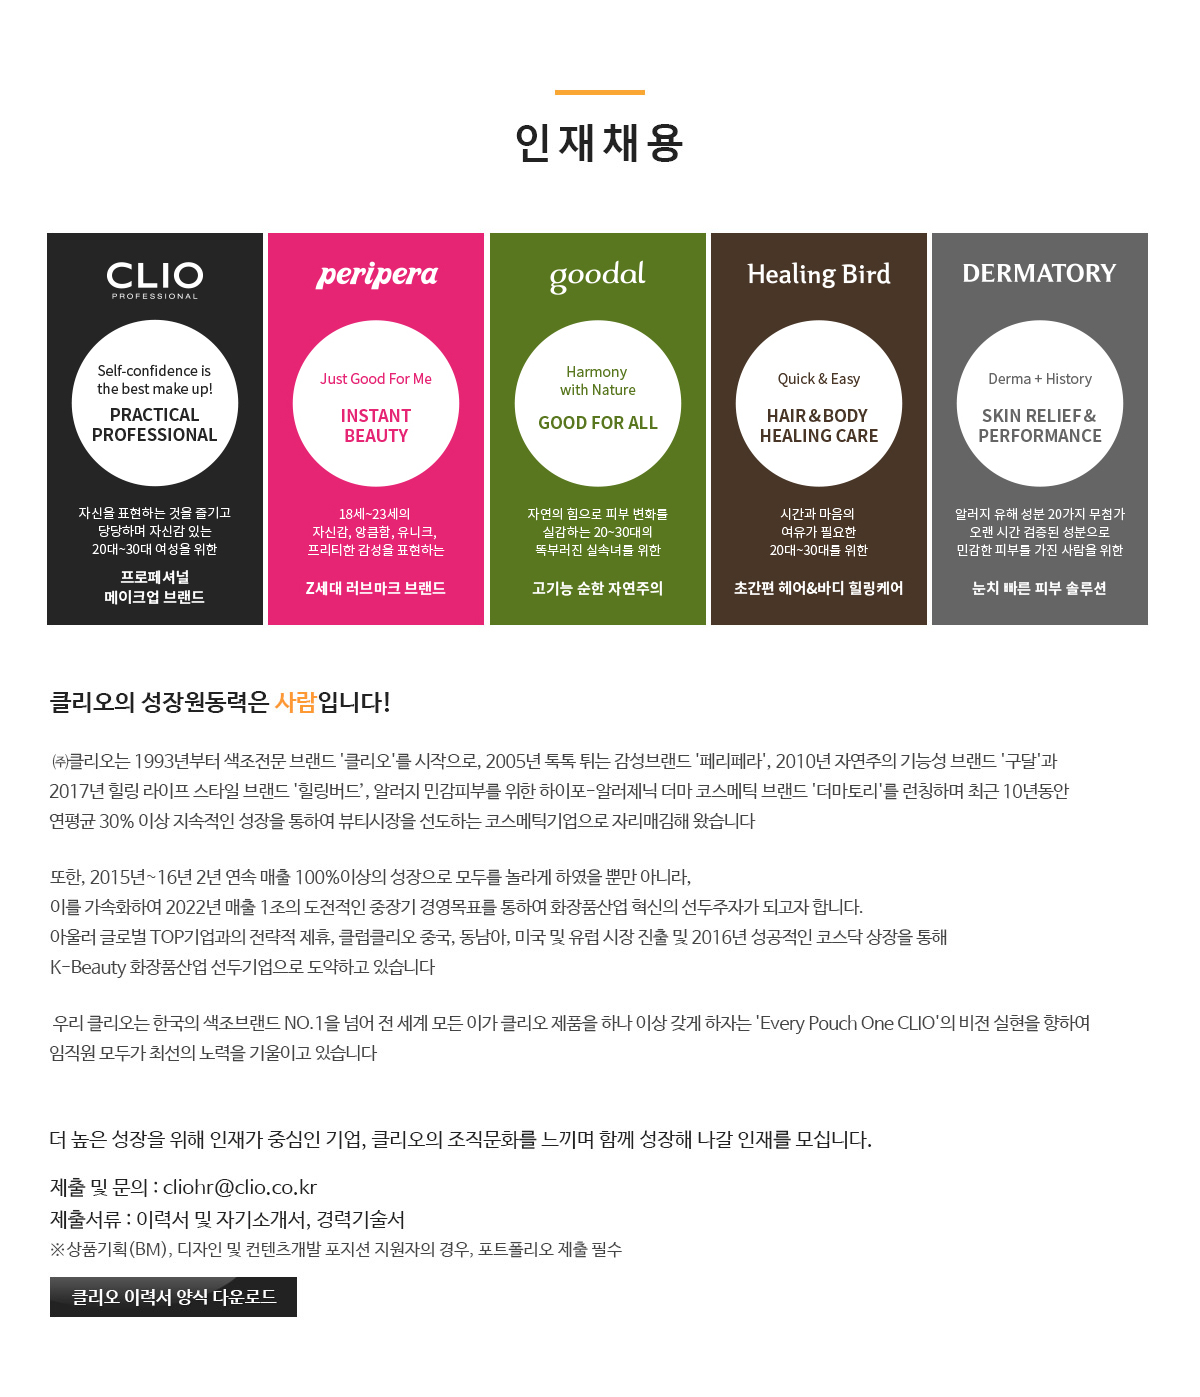 인재채용
CLIO
PROFESSIONAL
Self-confidence is
the best make up!
PRACTICAL
PROFESSIONAL
자신을 표현하는 것을 즐기고
당당하며 자신감 있는
20대~30대 여성을 위한
프로페셔널
메이크업 브랜드
peripera
Just Good For Me
INSTANT
BEAUTY
18세~23세의
자신감, 앙큼함, 유니크,
프리티한 감성을 표현하는
Z세대 러브마크 브랜드
goodal
Harmony
with Nature
GOOD FOR ALL
자연의 힘으로 피부 변화를
실감하는 20~30대의
똑부러진 실속녀를 위한
고기능 순한 자연주의
Healing Bird
Quick & Easy
HAIR&BODY
HEALING CARE
시간과 마음의
여유가 필요한
20대~30대를 위한
초간편 헤어&바디 힐링케어
DERMATORY
Derma + History
SKIN RELIEF&
PERFORMANCE
알러지 유해 성분 20가지 무첨가
오랜 시간 검증된 성분으로
민감한 피부를 가진 사람을 위한
눈치 빠른 피부 솔루션
클리오의 성장원동력은 사람입니다!
㈜클리오는 1993년부터 색조전문 브랜드 '클리오'를 시작으로, 2005년 톡톡 튀는 감성브랜드 '페리페라', 2010년 자연주의 기능성 브랜드 '구달'과
2017년 힐링 라이프 스타일 브랜드 '힐링버드’, 알러지 민감피부를 위한 하이포-알러제닉 더마 코스메틱 브랜드 '더마토리'를 런칭하며 최근 10년동안
연평균 30% 이상 지속적인 성장을 통하여 뷰티시장을 선도하는 코스메틱기업으로 자리매김해 왔습니다
또한, 2015년~16년 2년 연속 매출 100%이상의 성장으로 모두를 놀라게 하였을 뿐만 아니라,
이를 가속화하여 2022년 매출 1조의 도전적인 중장기 경영목표를 통하여 화장품산업 혁신의 선두주자가 되고자 합니다.
아울러 글로벌 TOP기업과의 전략적 제휴, 클럽클리오 중국, 동남아, 미국 및 유럽 시장 진출 및 2016년 성공적인 코스닥 상장을 통해
K-Beauty 화장품산업 선두기업으로 도약하고 있습니다
우리 클리오는 한국의 색조브랜드 NO.1을 넘어 전 세계 모든 이가 클리오 제품을 하나 이상 갖게 하자는 'Every Pouch One CLIO'의 비전 실현을 향하여
임직원 모두가 최선의 노력을 기울이고 있습니다
더 높은 성장을 위해 인재가 중심인 기업, 클리오의 조직문화를 느끼며 함께 성장해 나갈 인재를 모십니다.
제출 및 문의 : cliohr@clio.co.kr
제출서류 : 이력서 및 자기소개서, 경력기술서
※상품기획(BM), 디자인 및 컨텐츠개발 포지션 지원자의 경우, 포트폴리오 제출 필수
클리오 이력서 양식 다운로드